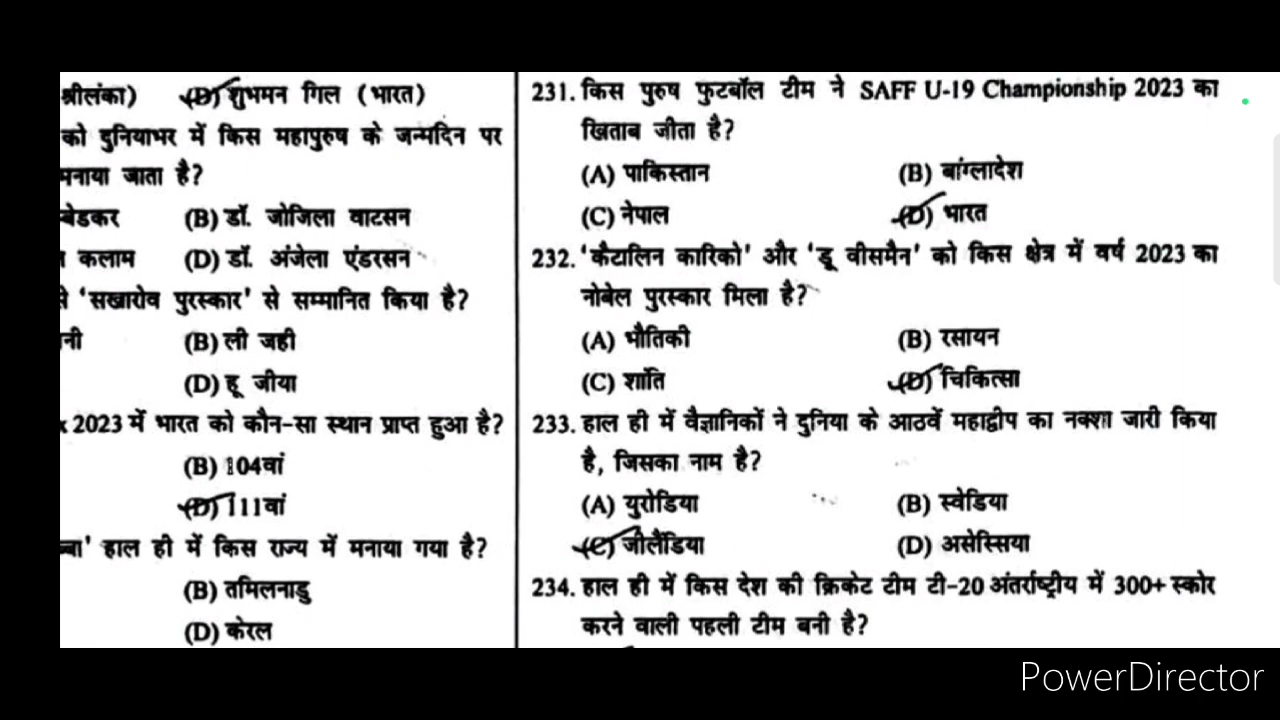 श्रीलंका) (D) शुभमन गिल (भारत)
को दुनियाभर में किस महापुरुष के जन्मदिन पर
मनाया जाता है?
बेडकर (B) डॉ. जोजिला वाटसन
कलाम (D) डॉ. अंजेला एंडरसन
से 'सखारोव पुरस्कार' से सम्मानित किया है?
नी (B) ली जही
(D) हू जीया
x 2023 में भारत को कौन-सा स्थान प्राप्त हुआ है?
(B) 104वां
(D) 111वां
ब्बा' हाल ही में किस राज्य में मनाया गया है?
(B) तमिलनाडु
(D) केरल
231. किस पुरुष फुटबॉल टीम ने SAFF U-19 Championship 2023 का
खिताब जीता है?
(A) पाकिस्तान (B) बांग्लादेश
(C) नेपाल (D) भारत
232. 'कैटालिन कारिको' और 'ड्रू वीसमैन' को किस क्षेत्र में वर्ष 2023 का
नोबेल पुरस्कार मिला है?
(A) भौतिकी (B) रसायन
(C) शांति (D) चिकित्सा
233. हाल ही में वैज्ञानिकों ने दुनिया के आठवें महाद्वीप का नक्शा जारी किया
है, जिसका नाम है?
(A) युरोडिया (B) स्वेडिया
(C) जीलैंडिया (D) असेस्सिया
234. हाल ही में किस देश की क्रिकेट टीम टी-20 अंतर्राष्ट्रीय में 300+ स्कोर
करने वाली पहली टीम बनी है?
PowerDirector